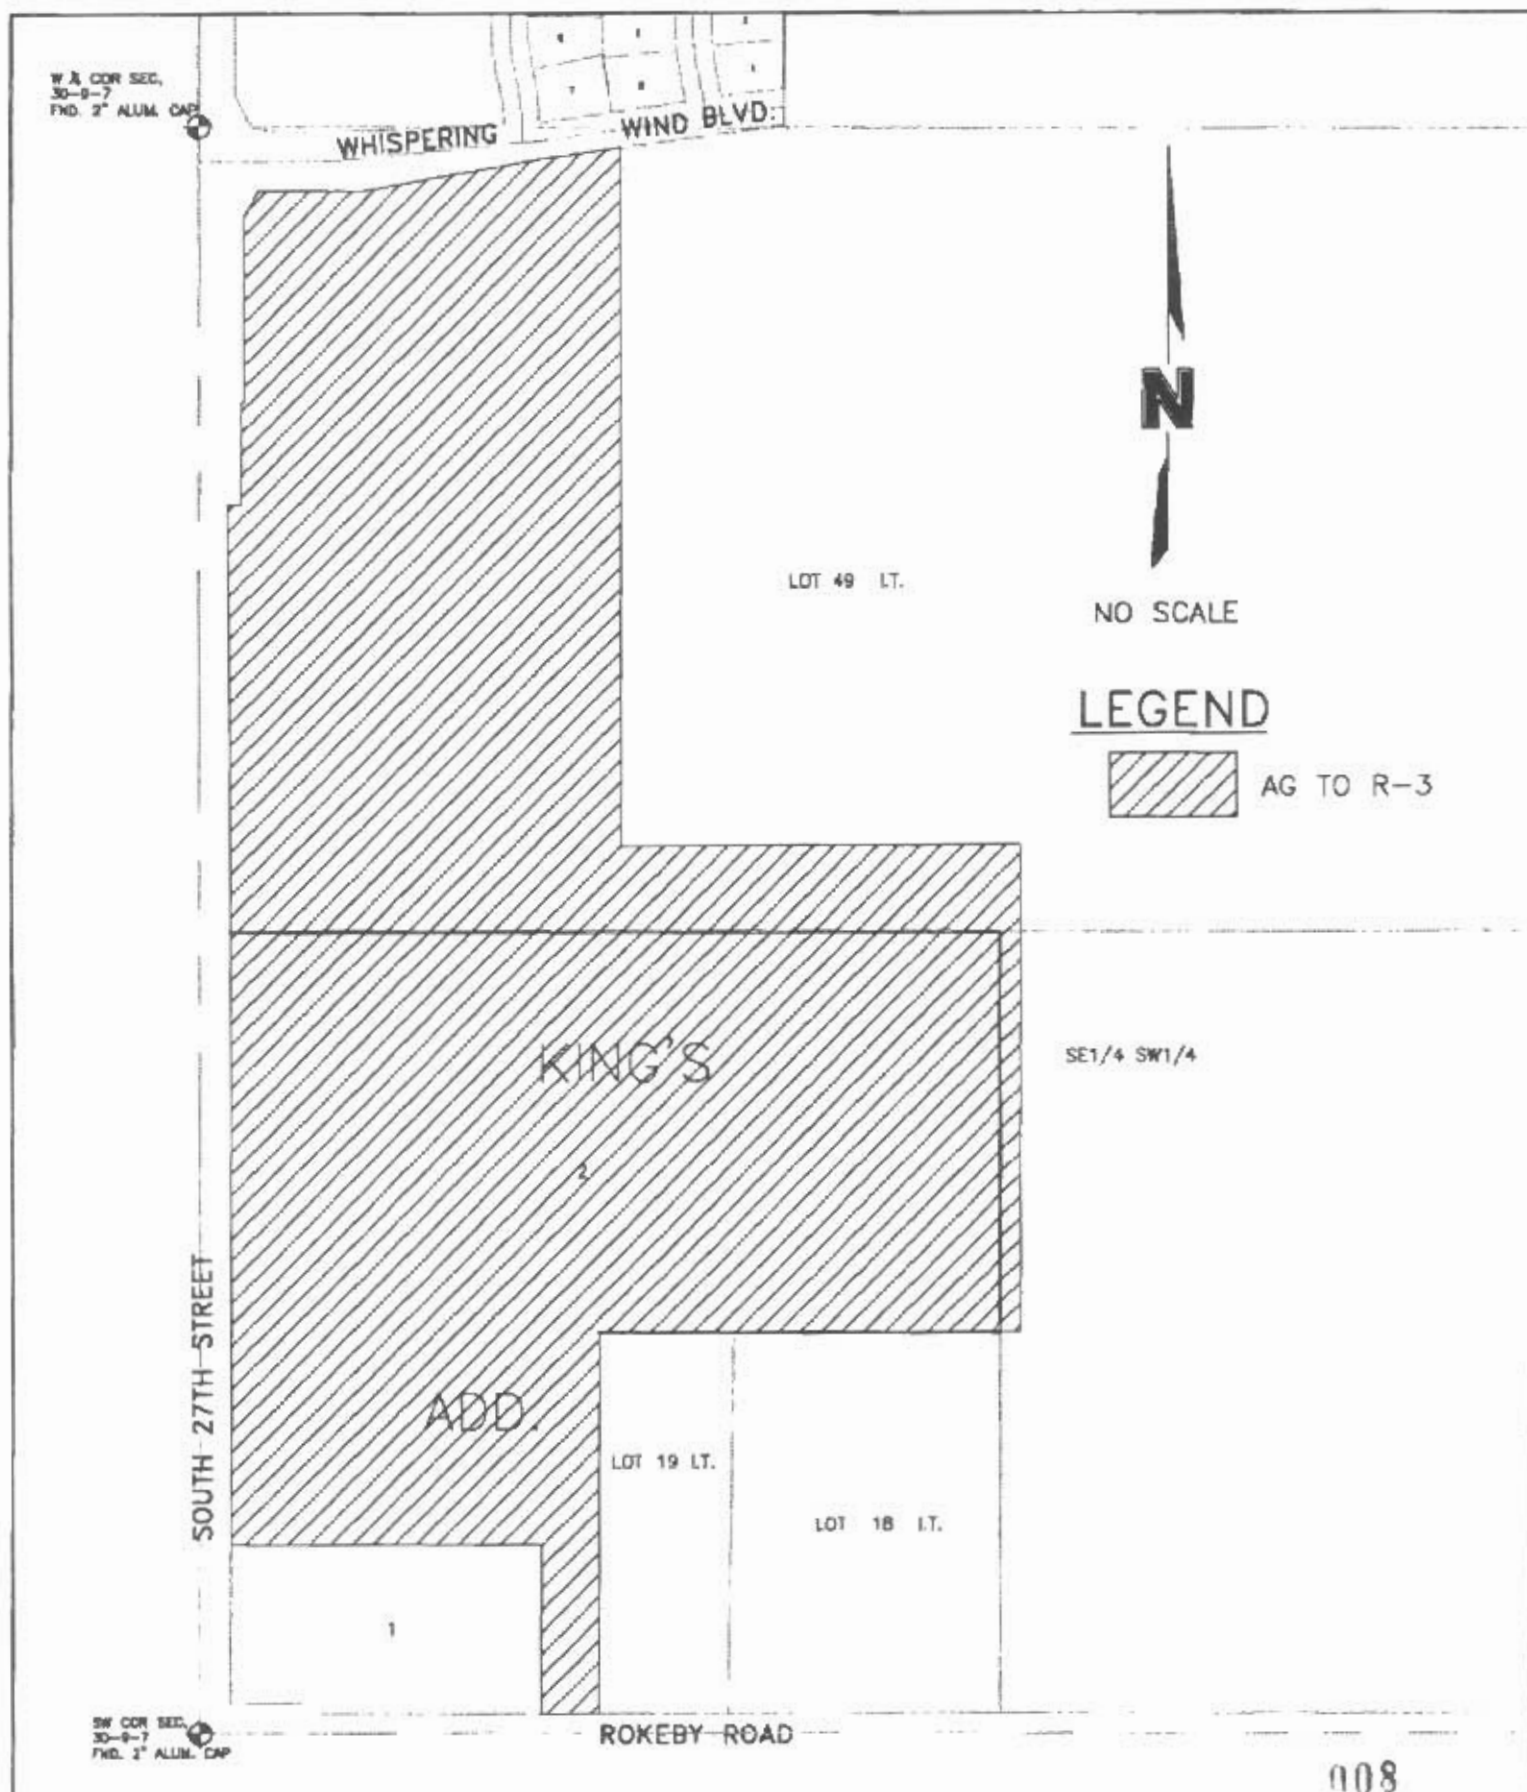 W ¼ COR SEC,
30-9-7
FND. 2" ALUM. CAP
WHISPERING WIND BLVD.
7
N
LOT 49 I.T.
NO SCALE
LEGEND
AG TO R-3
KING'S
SE1/4 SW1/4
2
SOUTH 27TH STREET
ADD.
LOT 19 I.T.
LOT 18 I.T.
1
SW COR SEC,
30-9-7
FND. 2" ALUM. CAP
ROKEBY ROAD
008